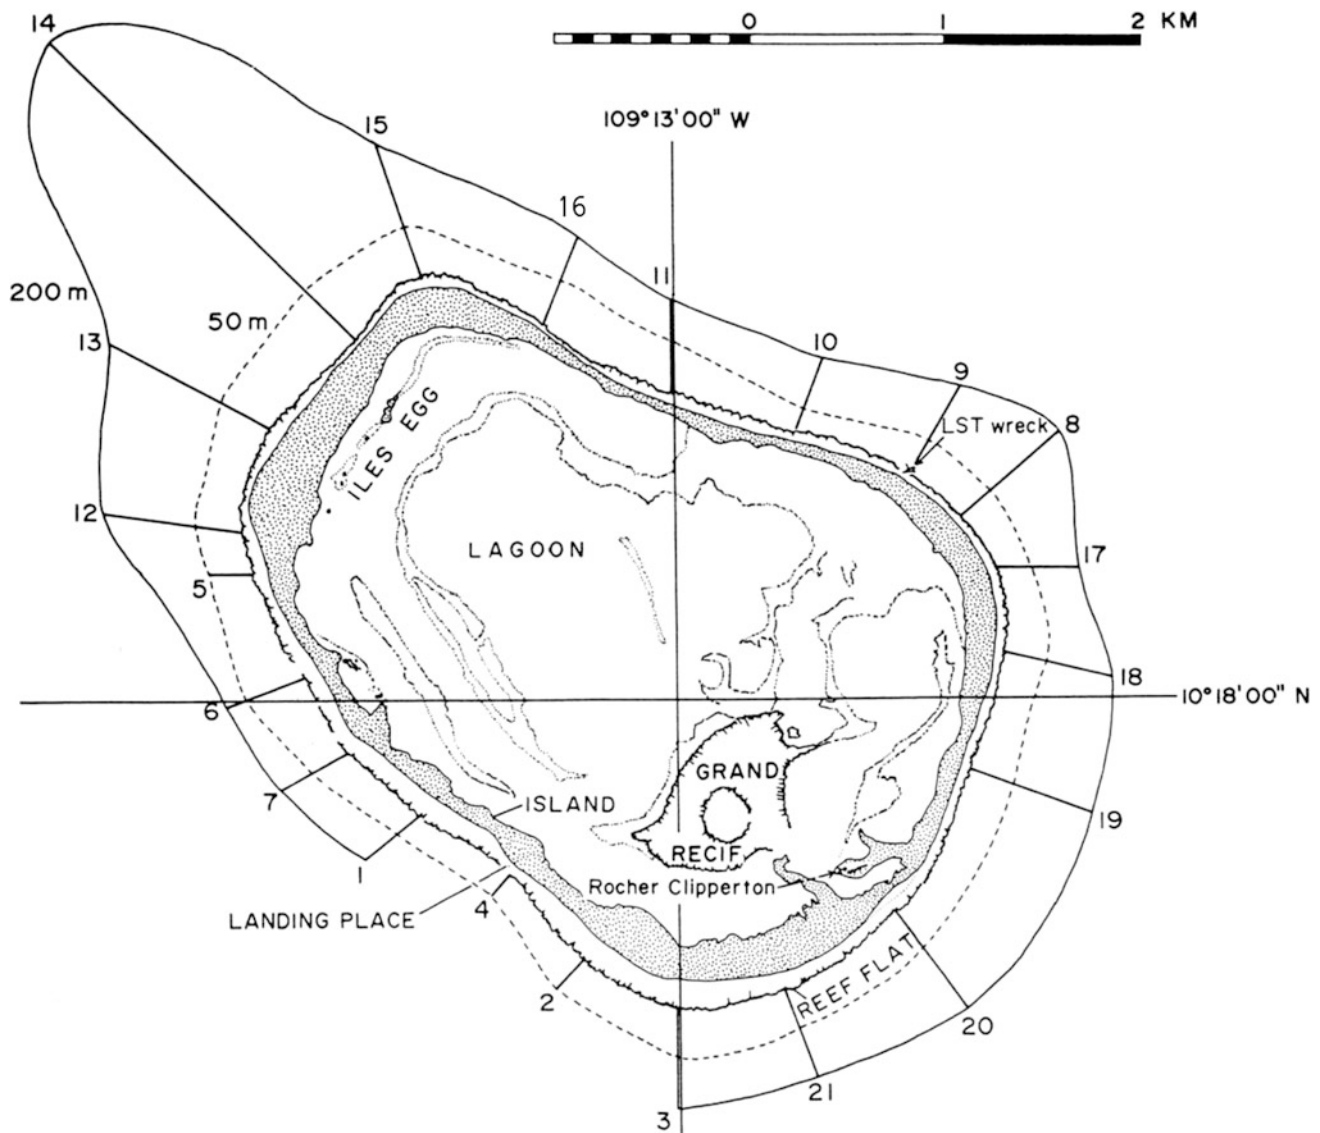 14
0 1 2 KM
109°13'00" W
15
16
11
200 m
50 m
13
10
9
LST wreck
8
ILES EGG
12
LAGOON
17
5
18
6
10°18'00" N
GRAND
7
ISLAND
19
RECIF
1
Rocher Clipperton
4
LANDING PLACE
REEF FLAT
2
20
21
3